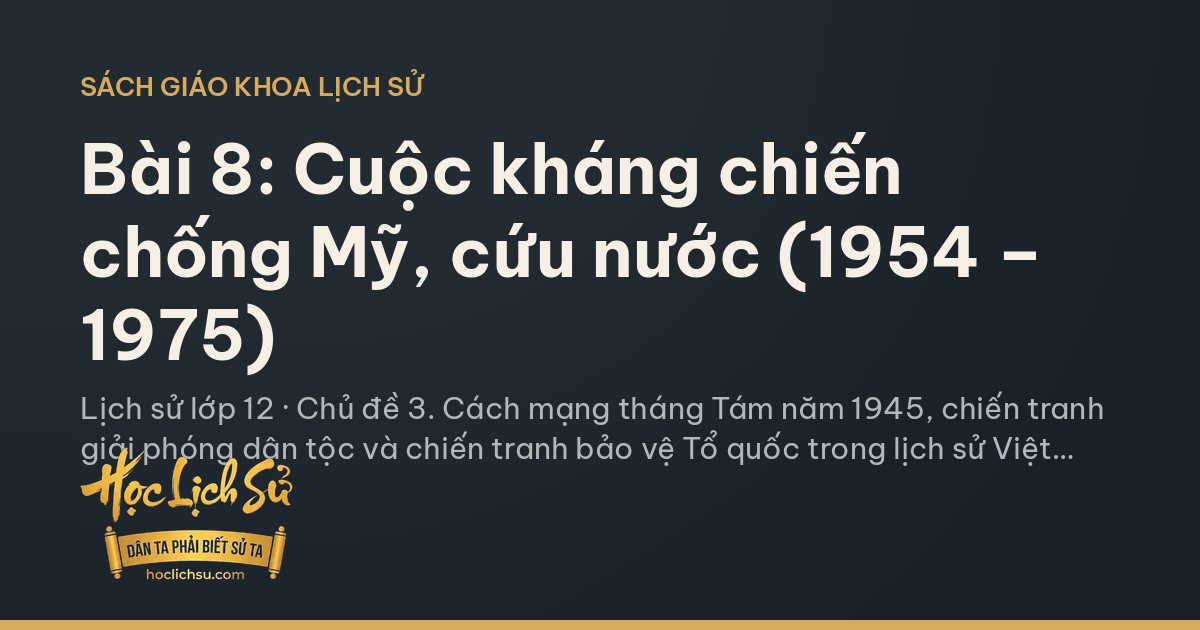 SÁCH GIÁO KHOA LỊCH SỬ
Bài 8: Cuộc kháng chiến
chống Mỹ, cứu nước (1954 –
1975)
Lịch sử lớp 12 · Chủ đề 3. Cách mạng tháng Tám năm 1945, chiến tranh
giải phóng dân tộc và chiến tranh bảo vệ Tổ quốc trong lịch sử Việt...
Học Lịch Sử
DÂN TA PHẢI BIẾT SỬ TA
hoclichsu.com